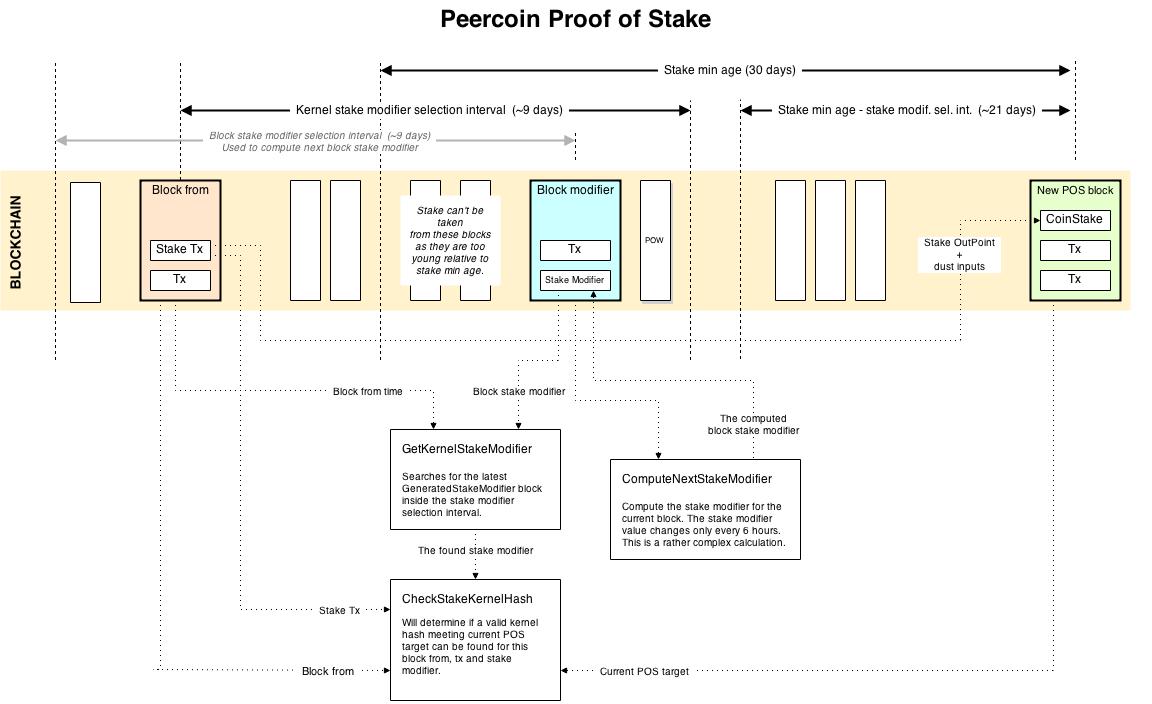 Peercoin Proof of Stake
Stake min age (30 days)
Kernel stake modifier selection interval (~9 days)
Stake min age - stake modif. sel. int. (~21 days)
Block stake modifier selection interval (~9 days)
Used to compute next block stake modifier
BLOCKCHAIN
Block from
Stake Tx
Tx
Stake can't be
taken
from these blocks
as they are too
young relative to
stake min age.
Block modifier
Tx
Stake Modifier
POW
Stake OutPoint
+
dust inputs
New POS block
CoinStake
Tx
Tx
Block from time
Block stake modifier
The computed
block stake modifier
GetKernelStakeModifier
Searches for the latest
GeneratedStakeModifier block
inside the stake modifier
selection interval.
ComputeNextStakeModifier
Compute the stake modifier for the
current block. The stake modifier
value changes only every 6 hours.
This is a rather complex calculation.
The found stake modifier
CheckStakeKernelHash
Will determine if a valid kernel
hash meeting current POS
target can be found for this
block from, tx and stake
modifier.
Stake Tx
Block from
Current POS target